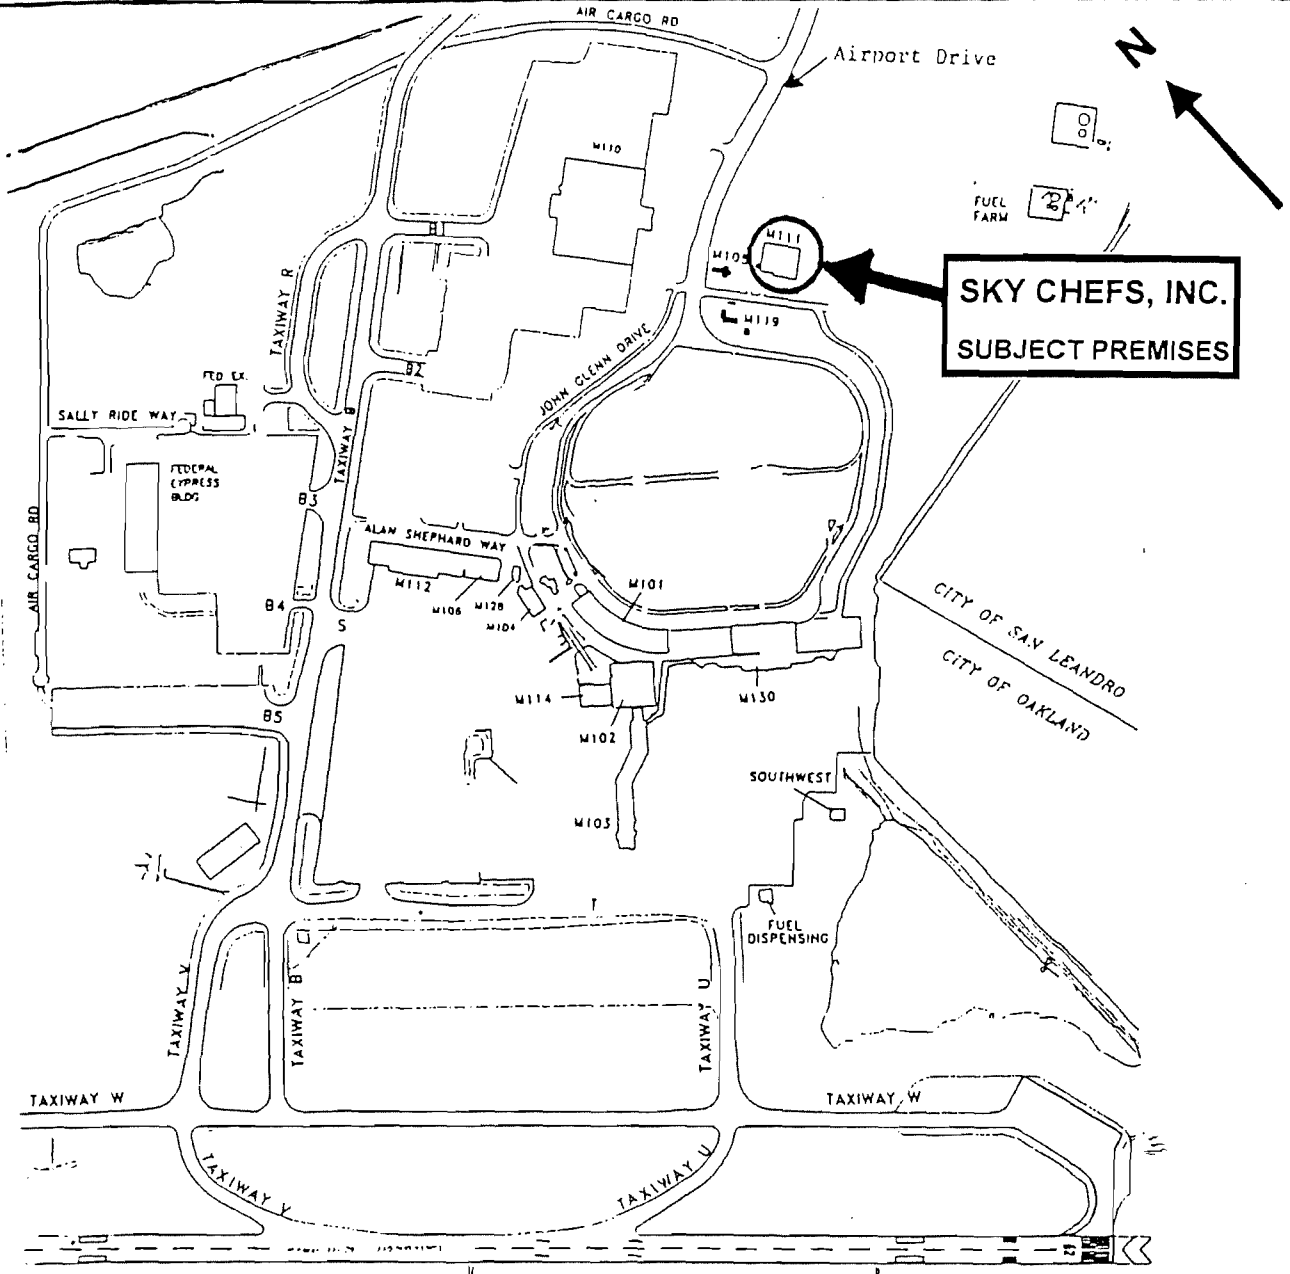 AIR CARGO RD
Airport Drive
N
M110
FUEL
FARM
M111
M105
SKY CHEFS, INC.
SUBJECT PREMISES
M119
TAXIWAY R
JOHN GLENN DRIVE
B2
FED EX.
SALLY RIDE WAY
TAXIWAY B
FEDERAL
EXPRESS
BLDG
B3
AIR CARGO RD
ALAN SHEPHARD WAY
M112
M106
M128
M104
M101
B4
S
CITY OF SAN LEANDRO
CITY OF OAKLAND
M114
M130
B5
M102
SOUTHWEST
M103
T
FUEL
DISPENSING
TAXIWAY V
TAXIWAY B
TAXIWAY U
TAXIWAY W
TAXIWAY W
TAXIWAY V
TAXIWAY U